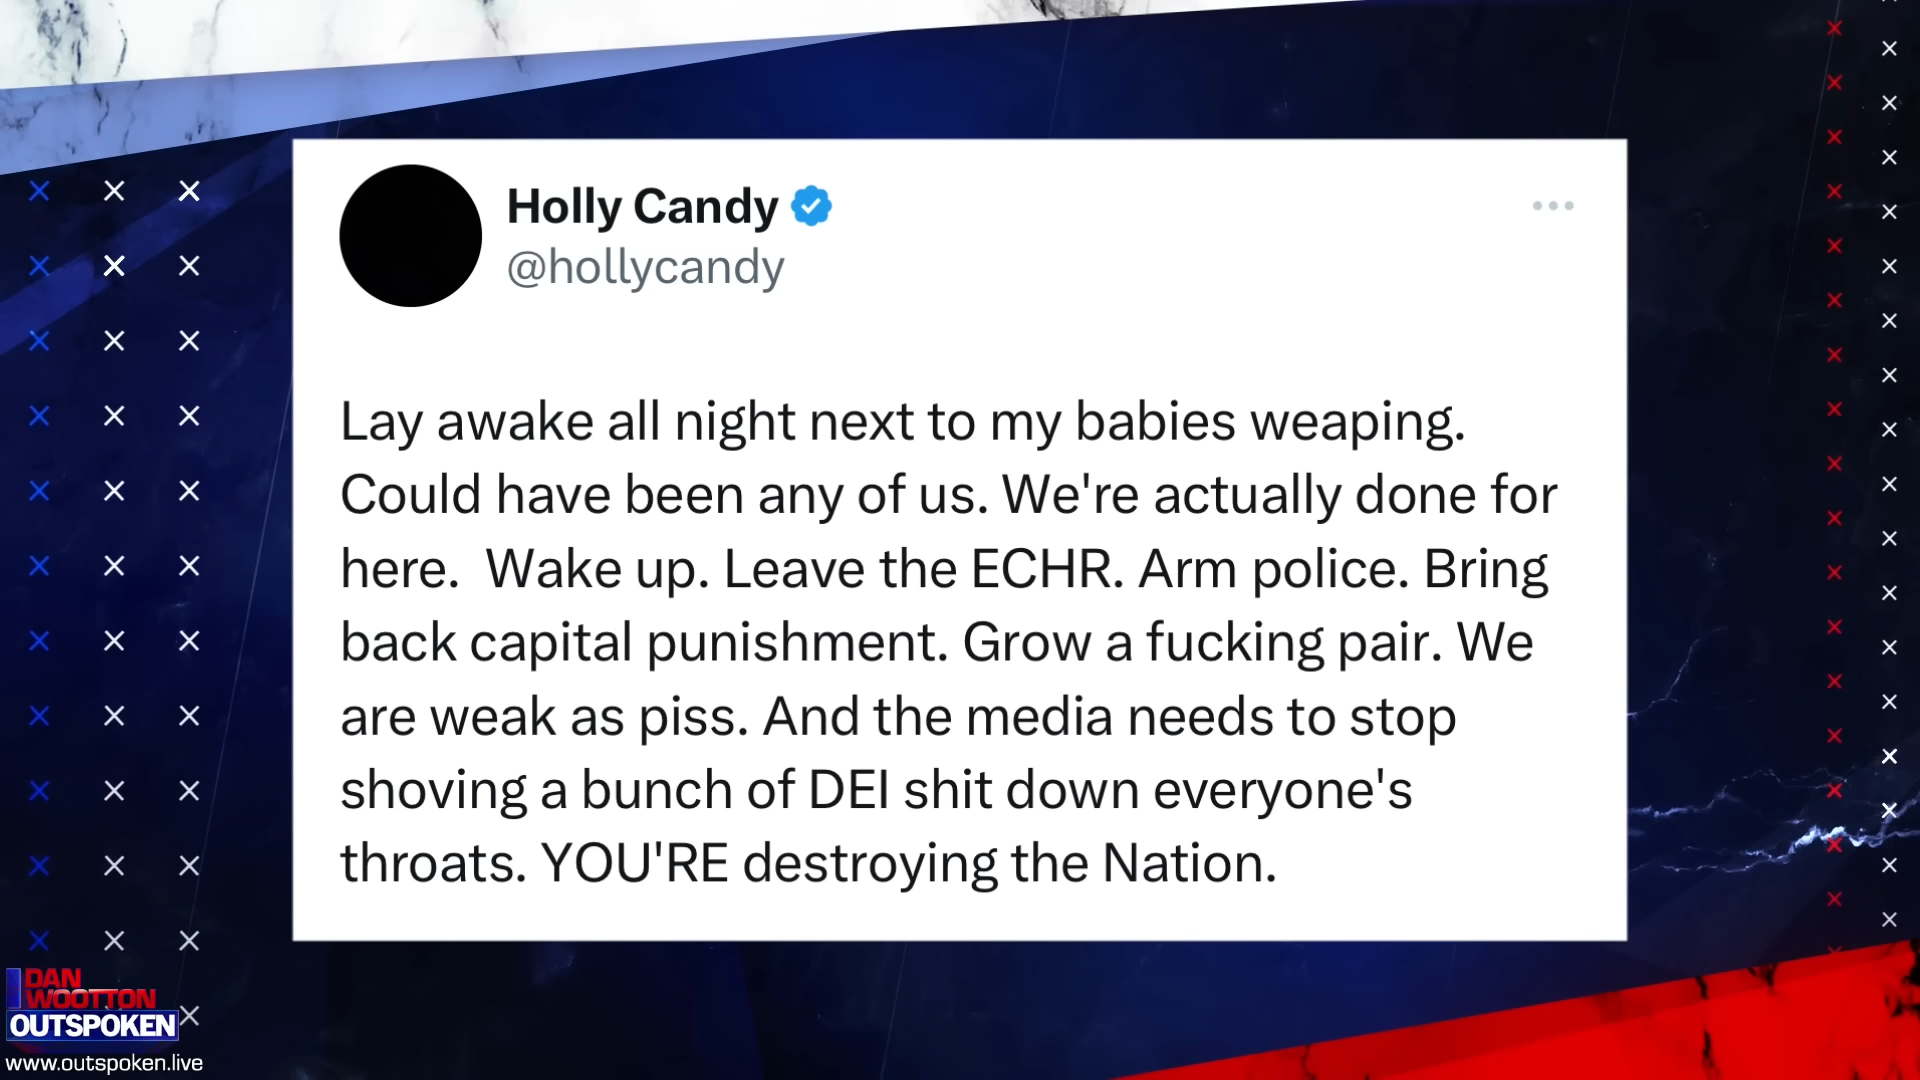 Holly Candy
@hollycandy
Lay awake all night next to my babies weaping.
Could have been any of us. We're actually done for
here.  Wake up. Leave the ECHR. Arm police. Bring
back capital punishment. Grow a fucking pair. We
are weak as piss. And the media needs to stop
shoving a bunch of DEI shit down everyone's
throats. YOU'RE destroying the Nation.
DAN
WOOTTON
OUTSPOKEN
www.outspoken.live